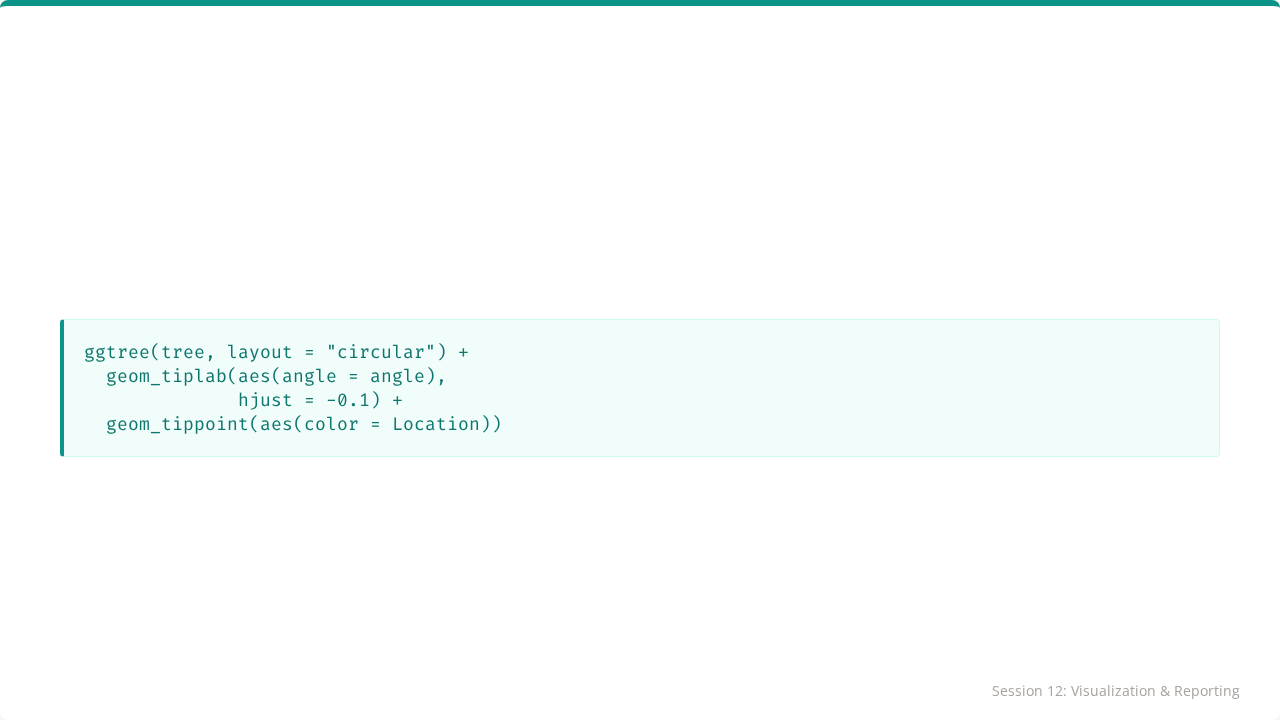 ggtree(tree, layout = "circular") +
  geom_tiplab(aes(angle = angle),
              hjust = -0.1) +
  geom_tippoint(aes(color = Location))
Session 12: Visualization & Reporting